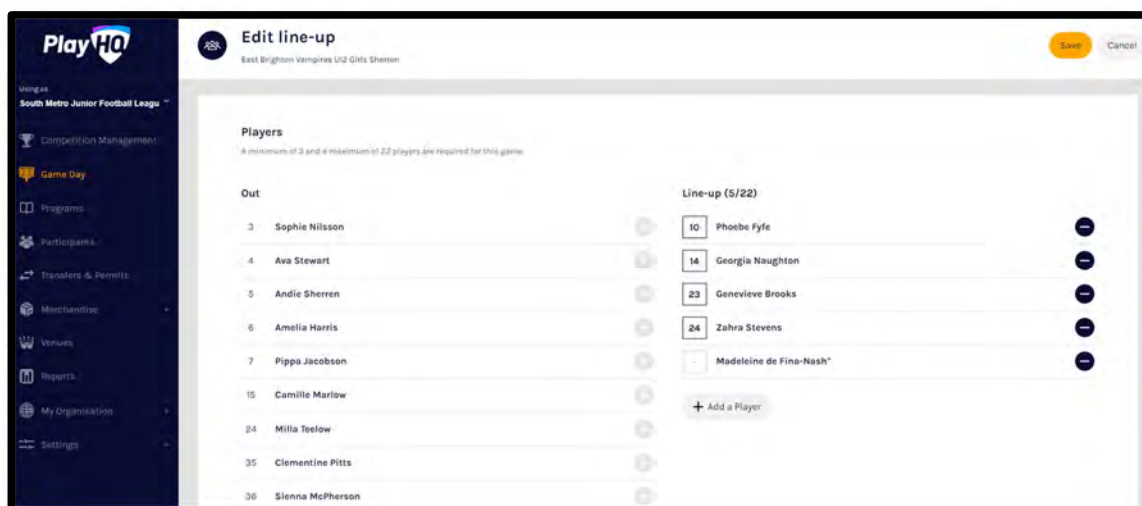 PlayHQ
Edit line-up
East Brighton Vampires U12 Girls Sherren
Save
Cancel
Using as
South Metro Junior Football Leagu
Competition Management
Game Day
Programs
Participants
Transfers & Permits
Merchandise
Venues
Reports
My Organisation
Settings
Players
A minimum of 3 and a maximum of 22 players are required for this game.
Out
3 Sophie Nilsson
4 Ava Stewart
5 Andie Sherren
6 Amelia Harris
7 Pippa Jacobson
15 Camille Marlow
24 Milla Teelow
35 Clementine Pitts
36 Sienna McPherson
Line-up (5/22)
10 Phoebe Fyfe
14 Georgia Naughton
23 Genevieve Brooks
24 Zahra Stevens
- Madeleine de Fina-Nash*
+ Add a Player